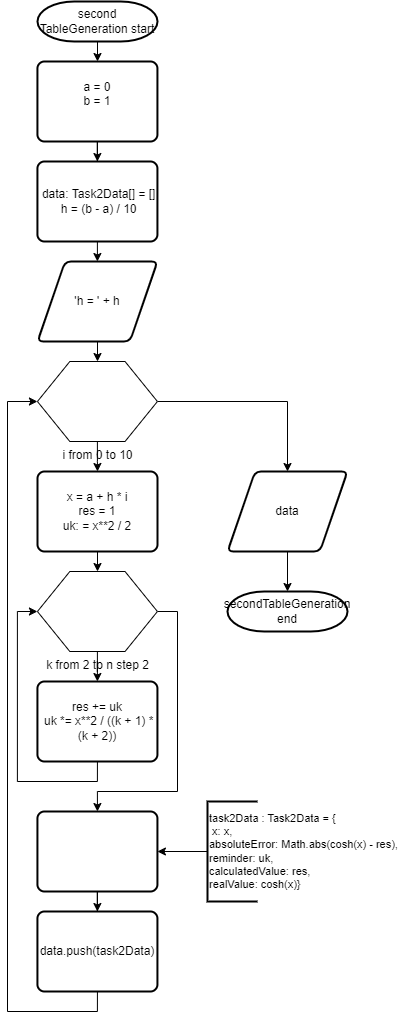 second
TableGeneration start
a = 0
b = 1
data: Task2Data[] = []
h = (b - a) / 10
'h = ' + h
i from 0 to 10
x = a + h * i
res = 1
uk: = x**2 / 2
data
secondTableGeneration
end
k from 2 to n step 2
res += uk
uk *= x**2 / ((k + 1) *
(k + 2))
task2Data : Task2Data = {
x: x,
absoluteError: Math.abs(cosh(x) - res),
reminder: uk,
calculatedValue: res,
realValue: cosh(x)}
data.push(task2Data)